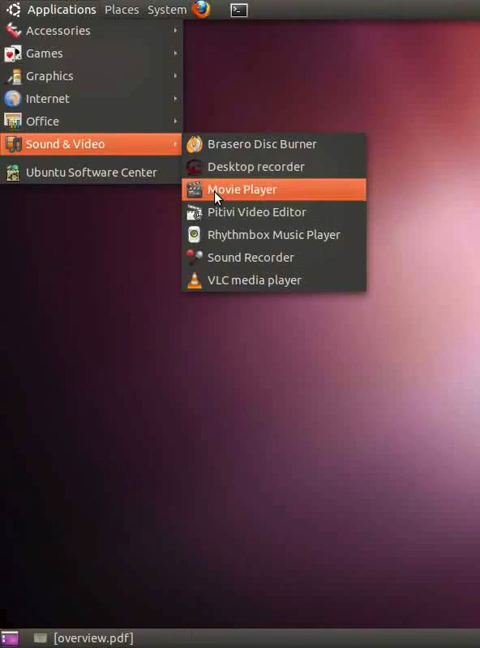 Applications Places System
Accessories
Games
Graphics
Internet
Office
Sound & Video
Ubuntu Software Center
Brasero Disc Burner
Desktop recorder
Movie Player
Pitivi Video Editor
Rhythmbox Music Player
Sound Recorder
VLC media player
[overview.pdf]